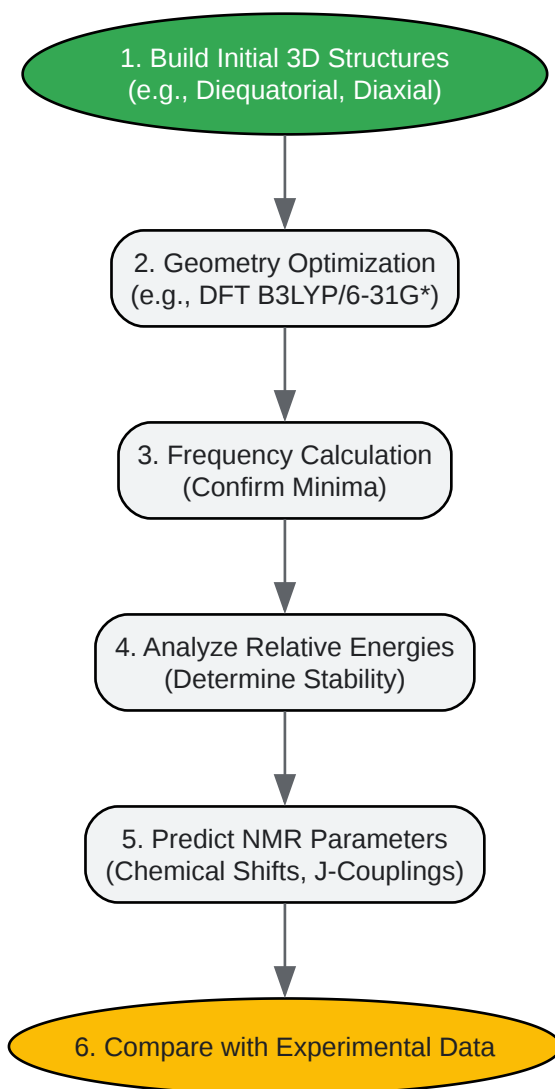 1. Build Initial 3D Structures
(e.g., Diequatorial, Diaxial)
2. Geometry Optimization
(e.g., DFT B3LYP/6-31G*)
3. Frequency Calculation
(Confirm Minima)
4. Analyze Relative Energies
(Determine Stability)
5. Predict NMR Parameters
(Chemical Shifts, J-Couplings)
6. Compare with Experimental Data